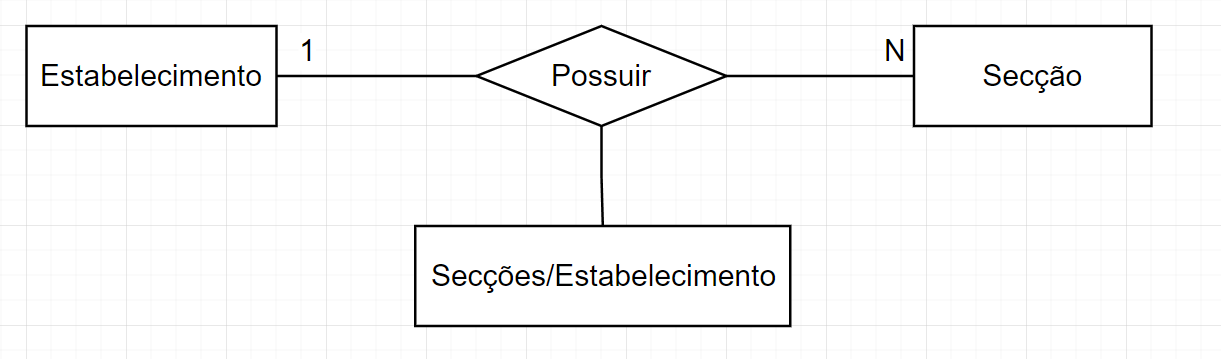 Estabelecimento
1
Possuir
N
Secção
Secções/Estabelecimento